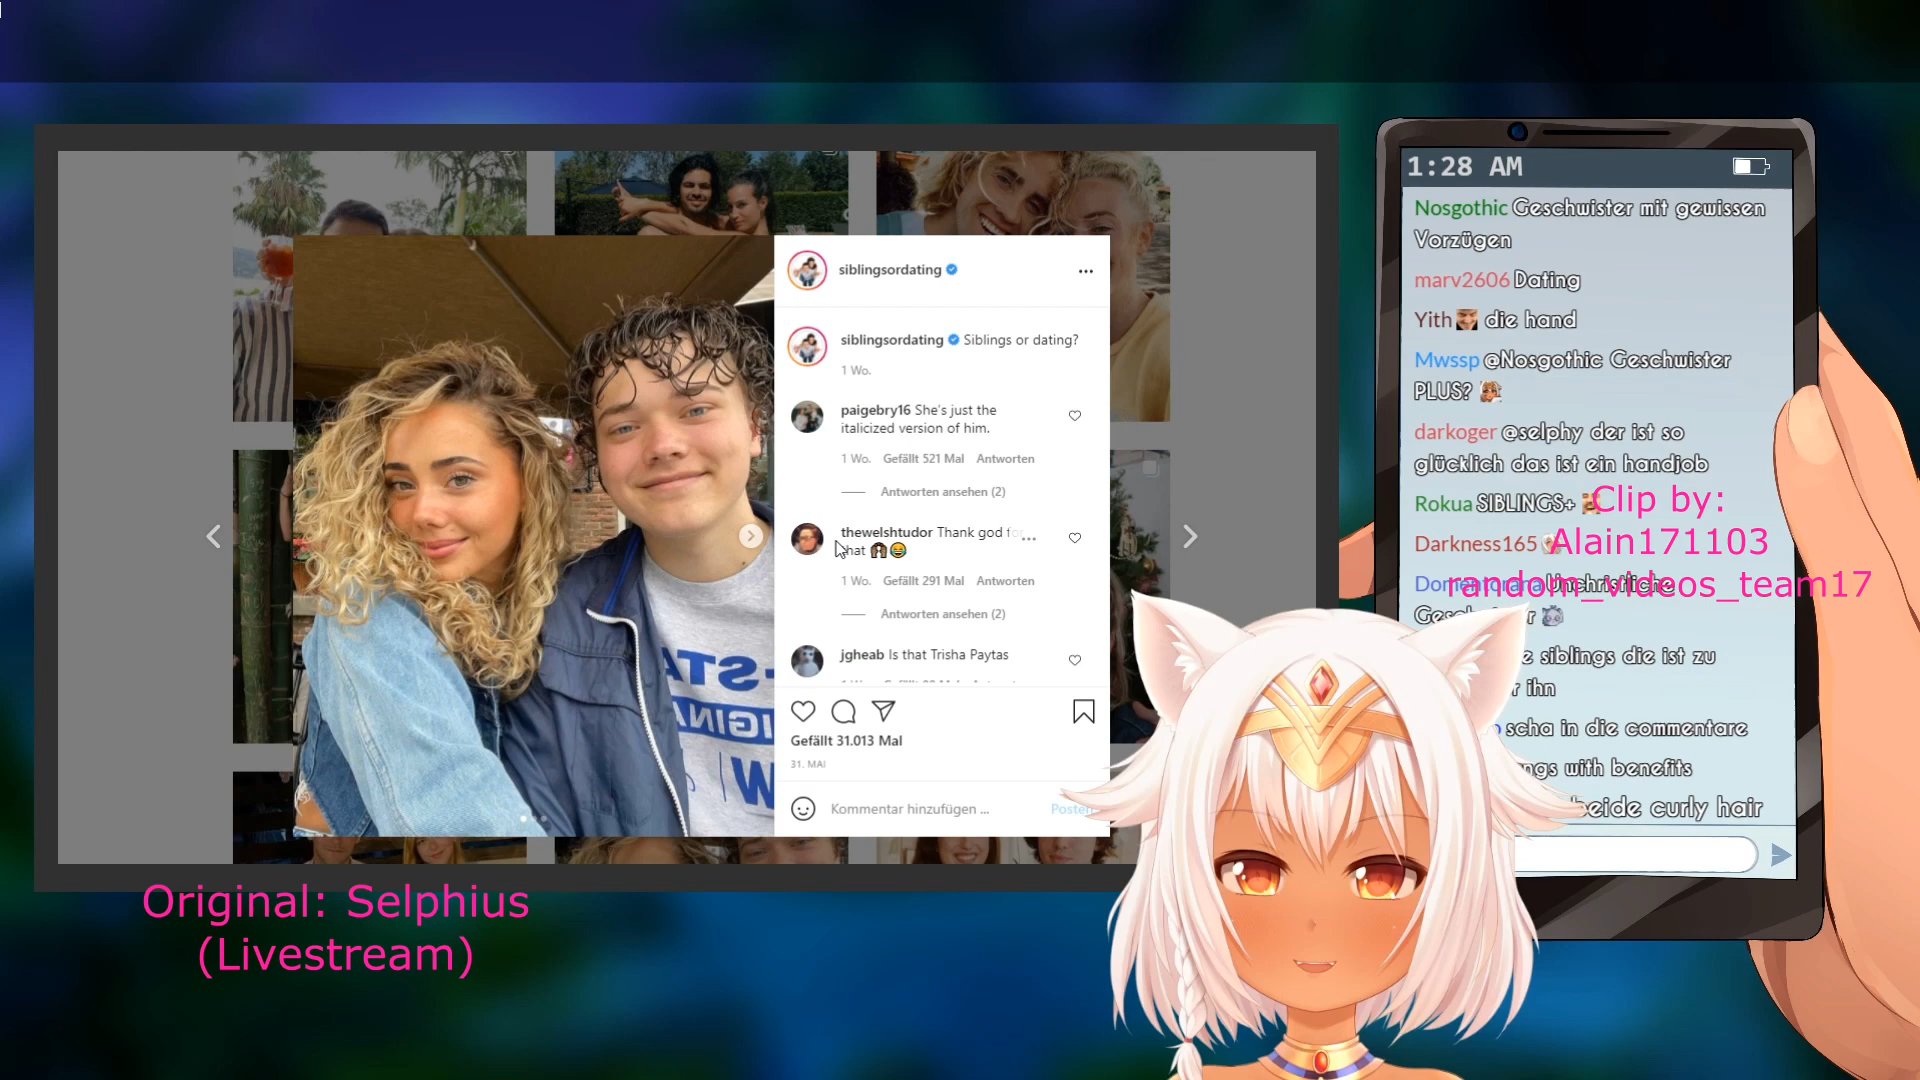 siblingsordating
siblingsordating Siblings or dating?
1 Wo.
paigebry16 She's just the
italicized version of him.
1 Wo. Gefällt 521 Mal Antworten
Antworten ansehen (2)
thewelshtudor Thank god for
that
1 Wo. Gefällt 291 Mal Antworten
Antworten ansehen (2)
jgheab Is that Trisha Paytas
Gefällt 31.013 Mal
31. MAI
Kommentar hinzufügen ...
Posten
1:28 AM
Nosgothic Geschwister mit gewissen
Vorzügen
marv2606 Dating
Yith die hand
Mwssp @Nosgothic Geschwister
PLUS?
darkoger @selphy der ist so
glücklich das ist ein handjob
Rokua SIBLINGS+
Darkness165
Unchristliche
siblings die ist zu
ihn
scha in die commentare
with benefits
beide curly hair
Clip by:
Alain171103
random_videos_team17
Original: Selphius
(Livestream)